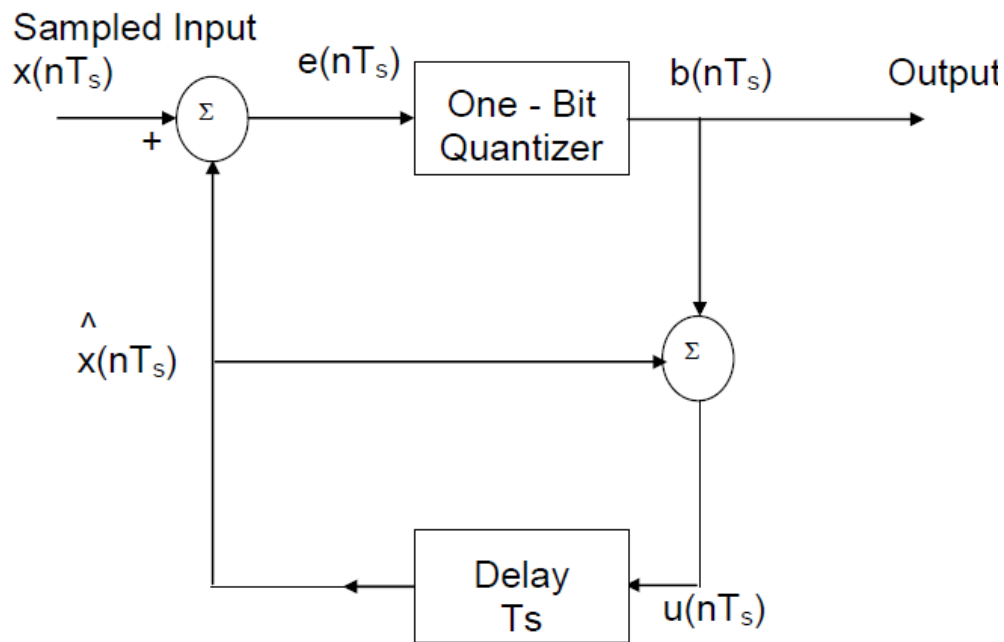 Sampled Input
x(nTₛ)
+
Σ
e(nTₛ)
One - Bit
Quantizer
b(nTₛ)
Output
^
x(nTₛ)
Σ
Delay
Ts
u(nTₛ)